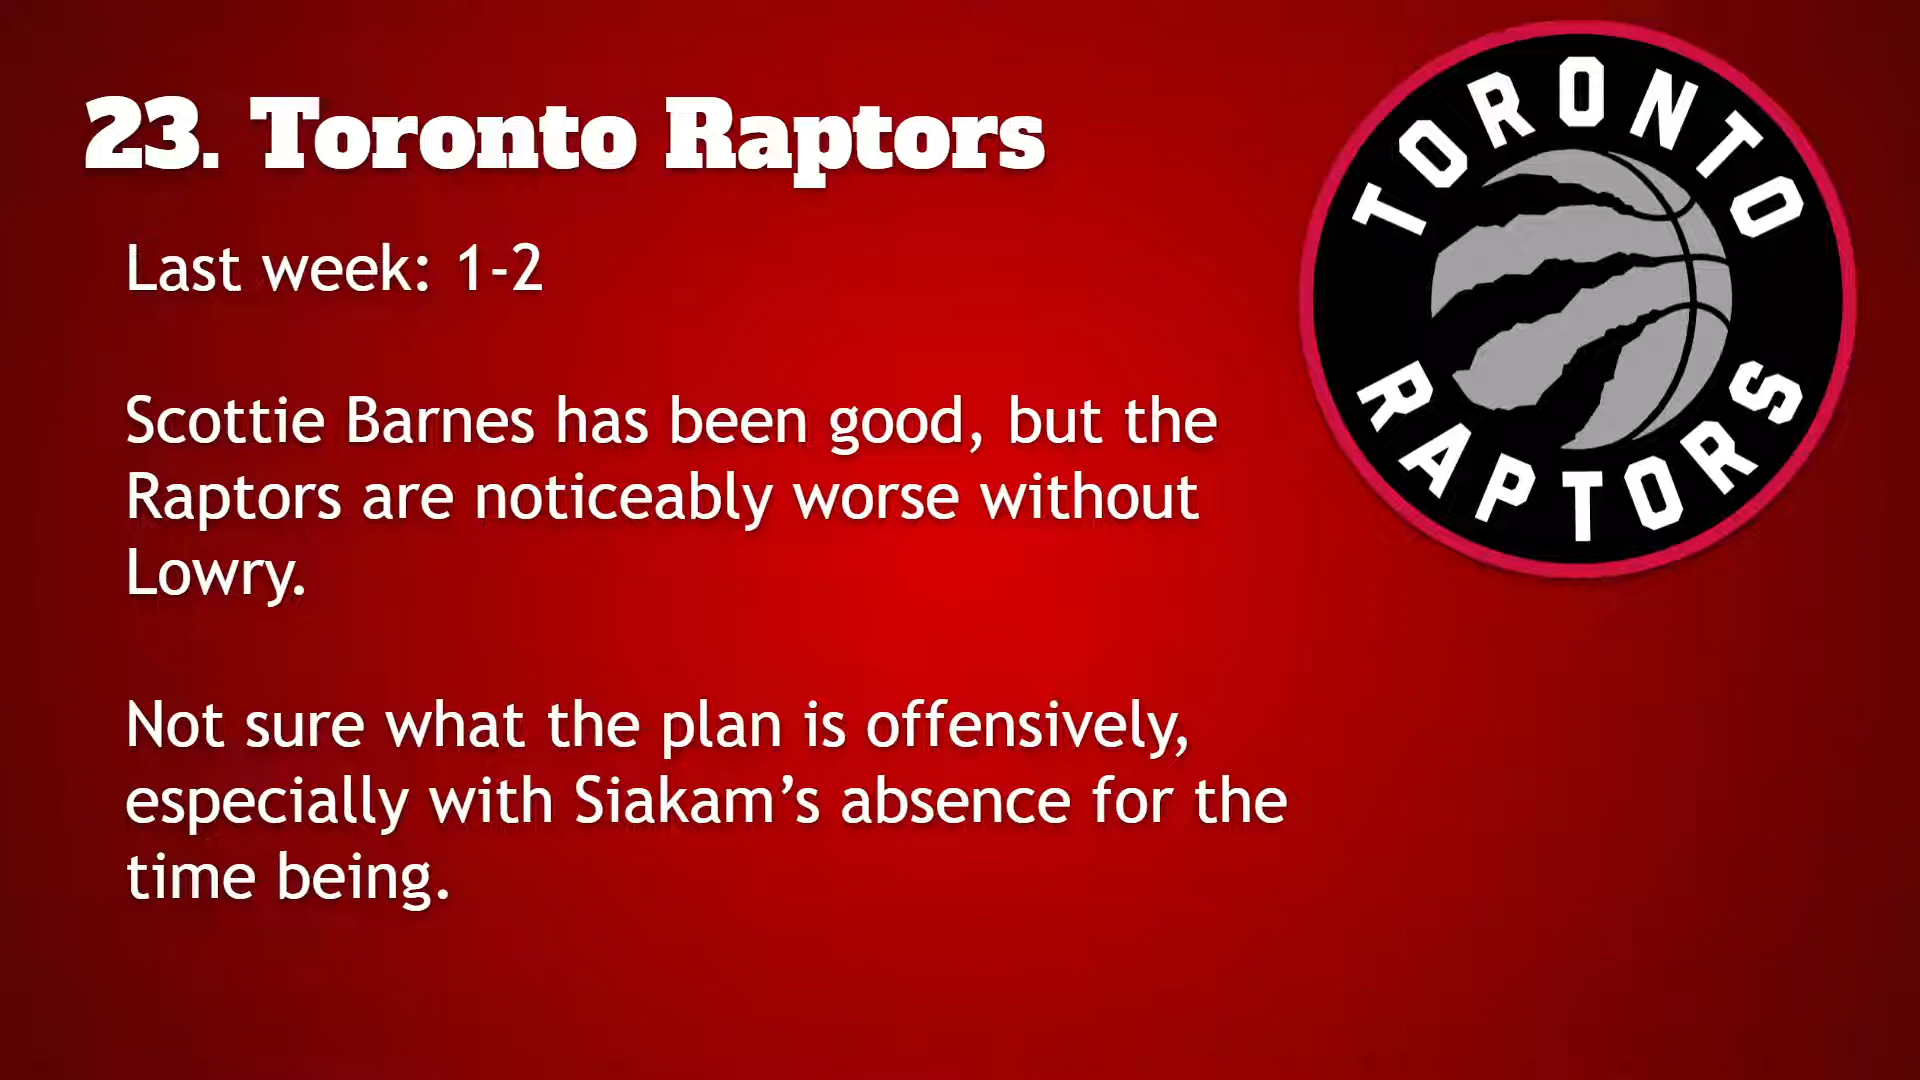 23. Toronto Raptors
Last week: 1-2
Scottie Barnes has been good, but the
Raptors are noticeably worse without
Lowry.
Not sure what the plan is offensively,
especially with Siakam’s absence for the
time being.
TORONTO
RAPTORS